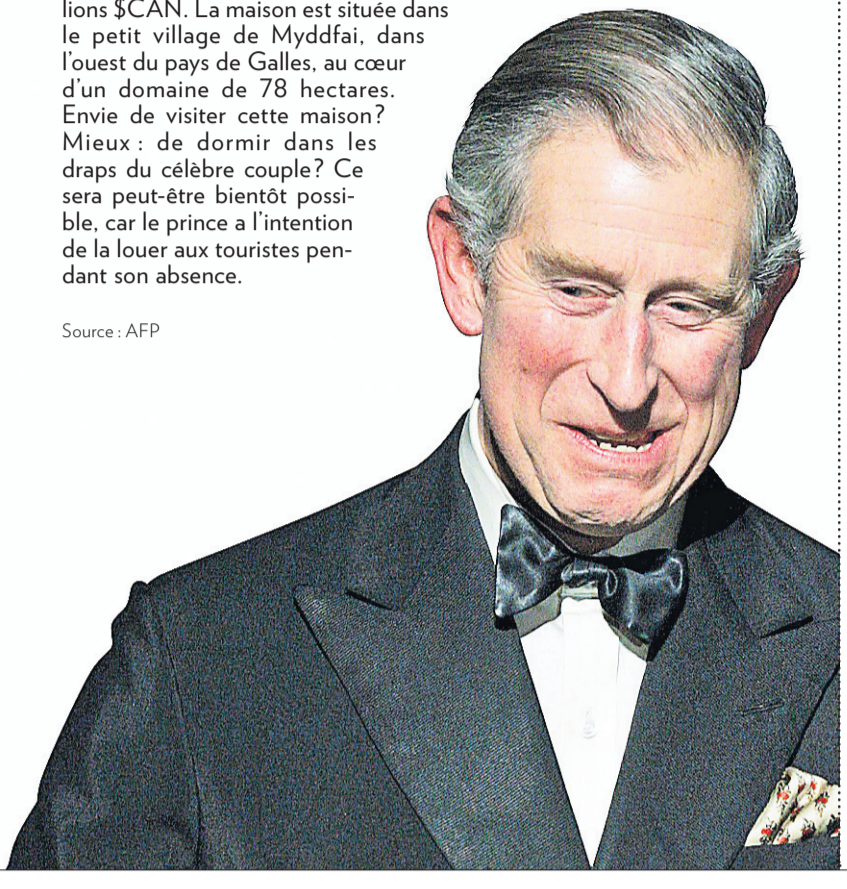 lions $CAN. La maison est située dans
le petit village de Myddfai, dans
l’ouest du pays de Galles, au cœur
d’un domaine de 78 hectares.
Envie de visiter cette maison?
Mieux : de dormir dans les
draps du célèbre couple? Ce
sera peut-être bientôt possi-
ble, car le prince a l’intention
de la louer aux touristes pen-
dant son absence.
Source : AFP